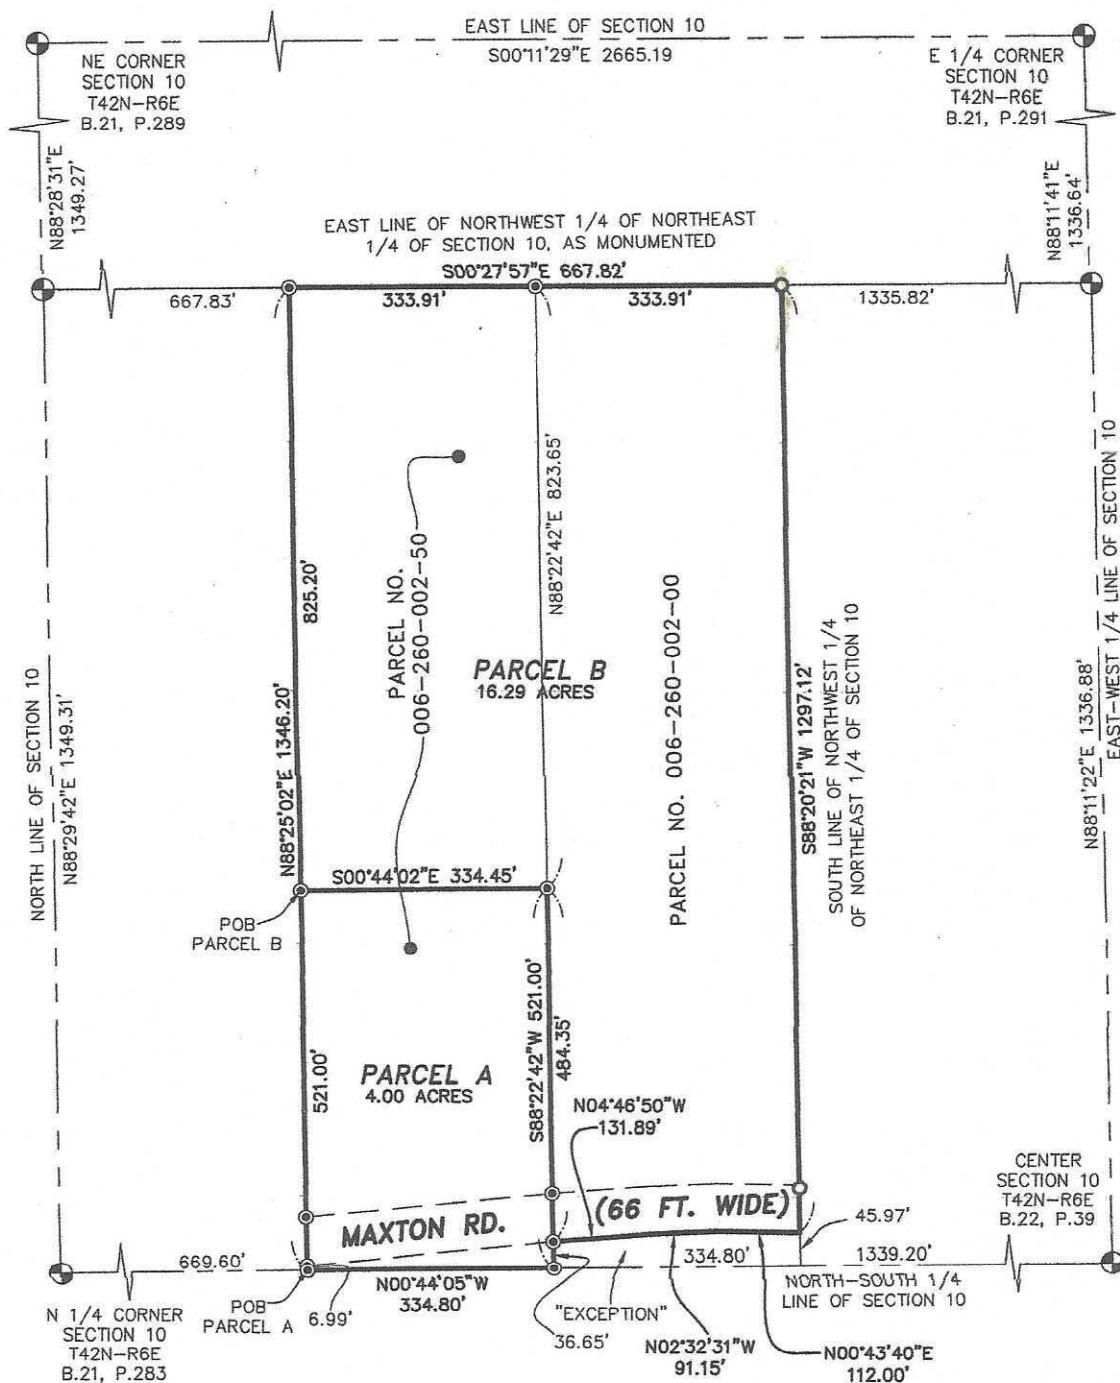 EAST LINE OF SECTION 10
S00°11'29"E 2665.19
NE CORNER
SECTION 10
T42N-R6E
B.21, P.289
E 1/4 CORNER
SECTION 10
T42N-R6E
B.21, P.291
N88°28'31"E
1349.27'
N88°11'41"E
1336.64'
EAST LINE OF NORTHWEST 1/4 OF NORTHEAST
1/4 OF SECTION 10, AS MONUMENTED
S00°27'57"E 667.82'
667.83'
333.91'
333.91'
1335.82'
N88°22'42"E 823.65'
825.20'
PARCEL NO.
006-260-002-50
PARCEL B
16.29 ACRES
PARCEL NO. 006-260-002-00
N88°25'02"E 1346.20'
S88°20'21"W 1297.12'
SOUTH LINE OF NORTHWEST 1/4
OF NORTHEAST 1/4 OF SECTION 10
NORTH LINE OF SECTION 10
N88°29'42"E 1349.31'
N88°11'22"E 1336.88'
EAST-WEST 1/4 LINE OF SECTION 10
S00°44'02"E 334.45'
POB
PARCEL B
521.00'
S88°22'42"W 521.00'
484.35'
PARCEL A
4.00 ACRES
N04°46'50"W
131.89'
CENTER
SECTION 10
T42N-R6E
B.22, P.39
MAXTON RD.
(66 FT. WIDE)
45.97'
669.60'
334.80'
1339.20'
N00°44'05"W
334.80'
NORTH-SOUTH 1/4
LINE OF SECTION 10
POB
PARCEL A
6.99'
"EXCEPTION"
36.65'
N 1/4 CORNER
SECTION 10
T42N-R6E
B.21, P.283
N02°32'31"W
91.15'
N00°43'40"E
112.00'